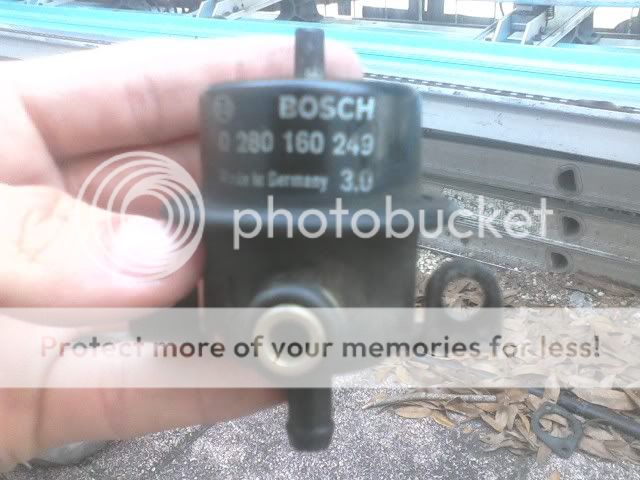 BOSCH
0 280 160 249
Made in Germany 3.0
photobucket
Protect more of your memories for less!